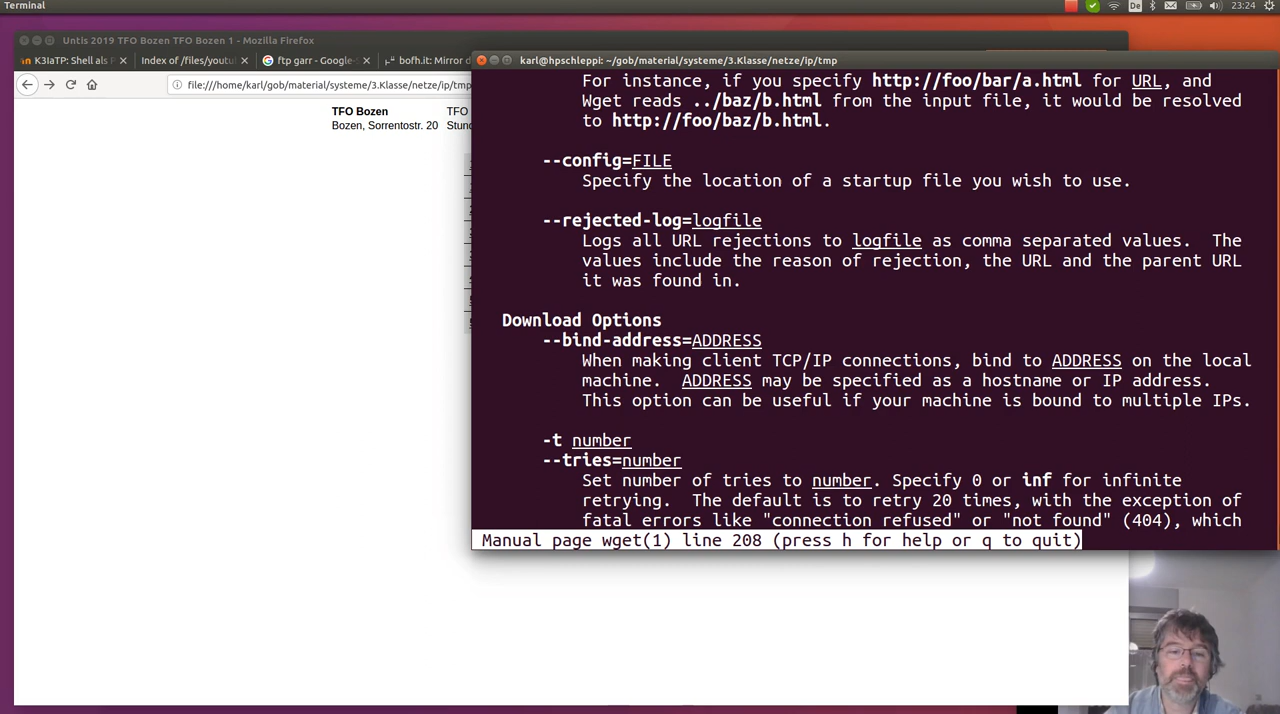 Terminal
De
23:24
Untis 2019 TFO Bozen TFO Bozen 1 - Mozilla Firefox
K3IaTP: Shell als F
Index of /files/youtu
ftp garr - Google-S
bofh.it: Mirror d
file:///home/karl/gob/material/systeme/3.Klasse/netze/ip/tmp
TFO Bozen
Bozen, Sorrentostr. 20
TFO
Stund
karl@hpschleppi: ~/gob/material/systeme/3.Klasse/netze/ip/tmp
For instance, if you specify http://foo/bar/a.html for URL, and
Wget reads ../baz/b.html from the input file, it would be resolved
to http://foo/baz/b.html.
--config=FILE
Specify the location of a startup file you wish to use.
--rejected-log=logfile
Logs all URL rejections to logfile as comma separated values.  The
values include the reason of rejection, the URL and the parent URL
it was found in.
Download Options
--bind-address=ADDRESS
When making client TCP/IP connections, bind to ADDRESS on the local
machine.  ADDRESS may be specified as a hostname or IP address.
This option can be useful if your machine is bound to multiple IPs.
-t number
--tries=number
Set number of tries to number. Specify 0 or inf for infinite
retrying.  The default is to retry 20 times, with the exception of
fatal errors like "connection refused" or "not found" (404), which
Manual page wget(1) line 208 (press h for help or q to quit)